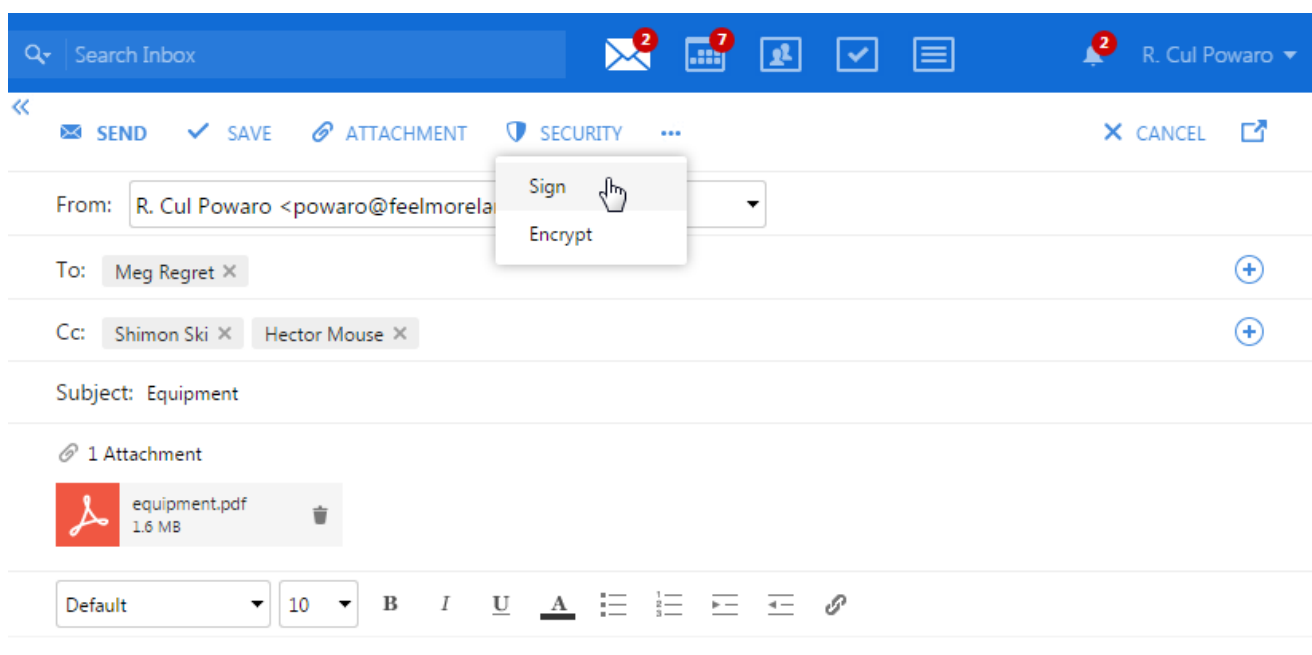 Search Inbox 2 7 2 R. Cul Powaro
SEND SAVE ATTACHMENT SECURITY ... CANCEL
Sign
From: R. Cul Powaro <powaro@feelmorela
Encrypt
To: Meg Regret
Cc: Shimon Ski Hector Mouse
Subject: Equipment
1 Attachment
equipment.pdf
1.6 MB
Default 10 B I U A